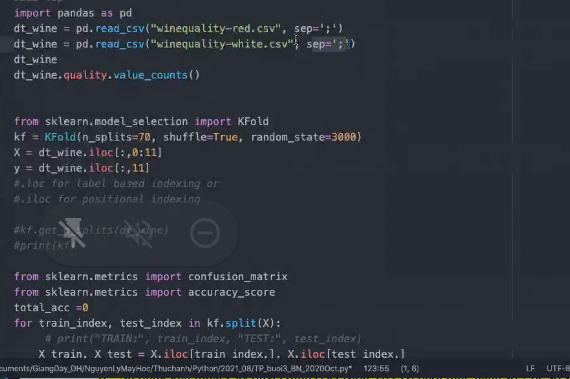 import pandas as pd
dt_wine = pd.read_csv("winequality-red.csv", sep=';')
dt_wine = pd.read_csv("winequality-white.csv", sep=';')
dt_wine
dt_wine.quality.value_counts()
from sklearn.model_selection import KFold
kf = KFold(n_splits=70, shuffle=True, random_state=3000)
X = dt_wine.iloc[:,0:11]
y = dt_wine.iloc[:,11]
#.loc for label based indexing or
#.iloc for positional indexing
#kf.get_n_splits(dt_wine)
#print(kf
from sklearn.metrics import confusion_matrix
from sklearn.metrics import accuracy_score
total_acc =0
for train_index, test_index in kf.split(X):
# print("TRAIN:", train_index, "TEST:", test_index)
X_train, X_test = X.iloc[train_index,], X.iloc[test_index,]
cuments/GiangDay_DH/NguyenLyMayHoc/Thuchanh/Python/2021_08/TP_buoi3_BN_2020Oct.py* 123:55 (1, 6) LF UTF-8